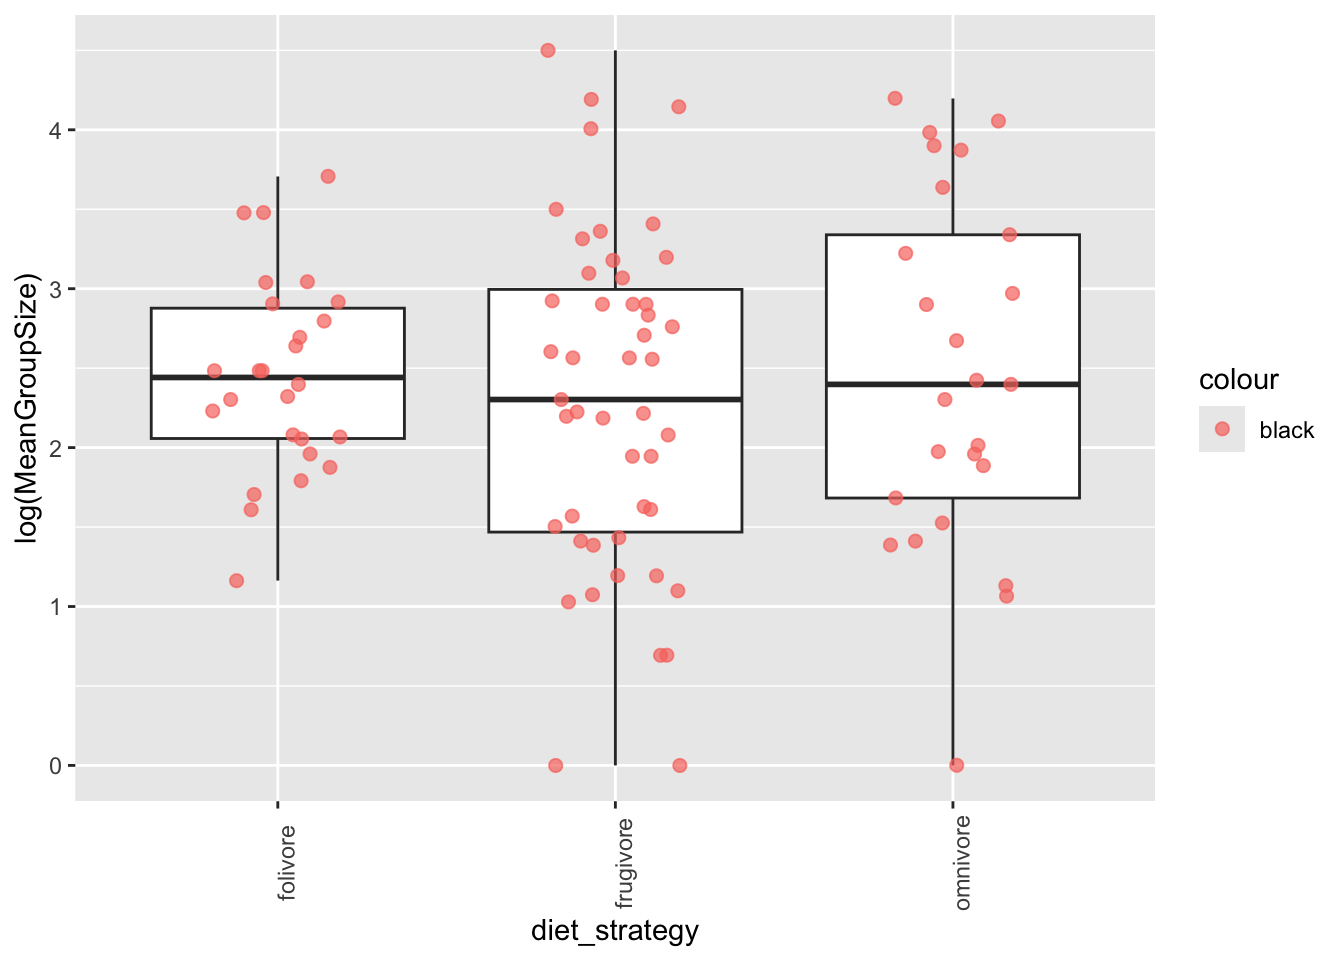 log(MeanGroupSize)
4
3
2
1
0
folivore
frugivore
omnivore
diet_strategy
colour
black